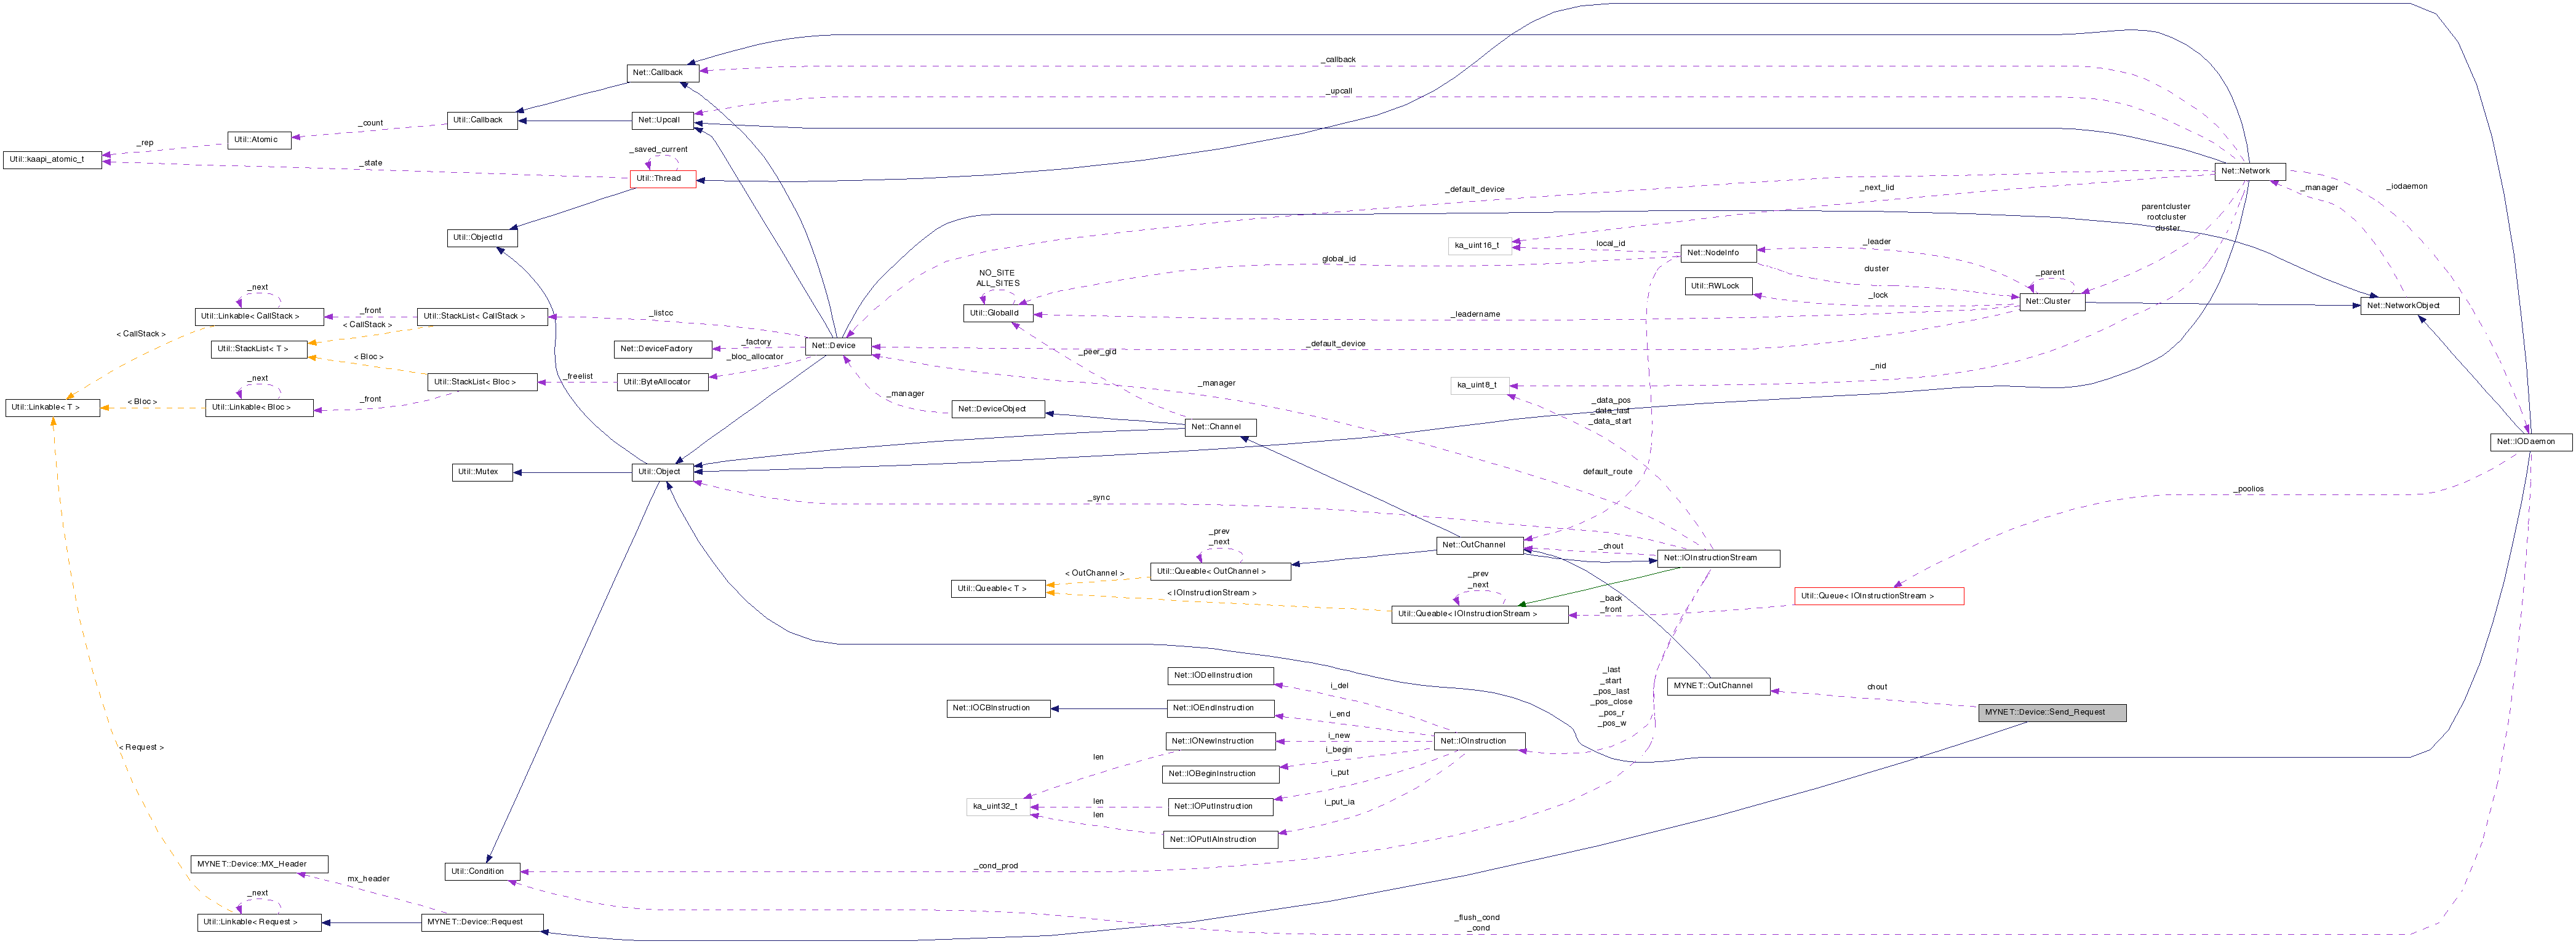 _callback
Net::Callback
_upcall
Util::Callback
Net::Upcall
_count
Util::Atomic
_rep
_saved_current
Util::kaapi_atomic_t
_state
Util::Thread
Net::Network
_default_device
_next_lid
_manager
_iodaemon
parentcluster
rootcluster
cluster
Util::ObjectId
ka_uint16_t
local_id
Net::NodeInfo
_leader
global_id
cluster
_parent
NO_SITE
ALL_SITES
Util::RWLock
_lock
Net::Cluster
Net::NetworkObject
_next
Util::Linkable< CallStack >
_front
Util::StackList< CallStack >
_listcc
Util::GlobalId
_leadername
< CallStack >
< CallStack >
Util::StackList< T >
< Bloc >
Net::DeviceFactory
_factory
_bloc_allocator
Net::Device
_default_device
_peer_gid
_nid
_next
Util::StackList< Bloc >
_freelist
Util::ByteAllocator
_manager
ka_uint8_t
_manager
Util::Linkable< T >
< Bloc >
Util::Linkable< Bloc >
_front
Net::DeviceObject
_data_pos
_data_last
_data_start
Net::Channel
Net::IODaemon
Util::Mutex
Util::Object
default_route
_sync
_poolios
_prev
_next
Net::OutChannel
_chout
Net::IOInstructionStream
< OutChannel >
Util::Queable< OutChannel >
Util::Queable< T >
< IOInstructionStream >
_prev
_next
_back
_front
Util::Queue< IOInstructionStream >
Util::Queable< IOInstructionStream >
Net::IODelInstruction
i_del
_last
_start
_pos_last
_pos_close
_pos_r
_pos_w
MYNET::OutChannel
chout
Net::IOCBInstruction
Net::IOEndInstruction
i_end
MYNET::Device::Send_Request
Net::IONewInstruction
i_new
Net::IOInstruction
< Request >
len
i_begin
Net::IOBeginInstruction
i_put
ka_uint32_t
len
Net::IOPutInstruction
i_put_ia
len
Net::IOPutIAInstruction
MYNET::Device::MX_Header
Util::Condition
_cond_prod
mx_header
_next
Util::Linkable< Request >
MYNET::Device::Request
_flush_cond
_cond